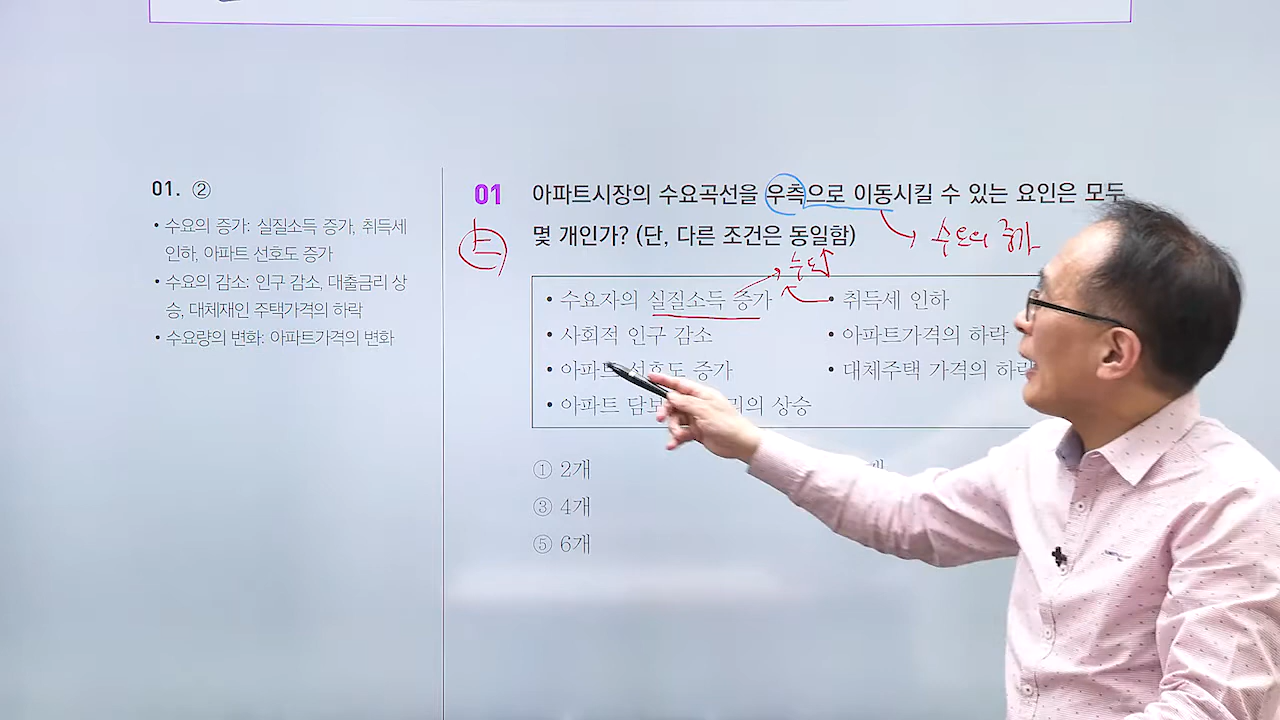 01. ②
• 수요의 증가: 실질소득 증가, 취득세
인하, 아파트 선호도 증가
• 수요의 감소: 인구 감소, 대출금리 상
승, 대체재인 주택가격의 하락
• 수요량의 변화: 아파트가격의 변화
01 아파트시장의 수요곡선을 우측으로 이동시킬 수 있는 요인은 모두
몇 개인가? (단, 다른 조건은 동일함)
수요의 증가
수요↑
• 수요자의 실질소득 증가
• 취득세 인하
• 사회적 인구 감소
• 아파트가격의 하락
• 아파트 선호도 증가
• 대체주택 가격의 하락
• 아파트 담보 리의 상승
① 2개
개
③ 4개
⑤ 6개